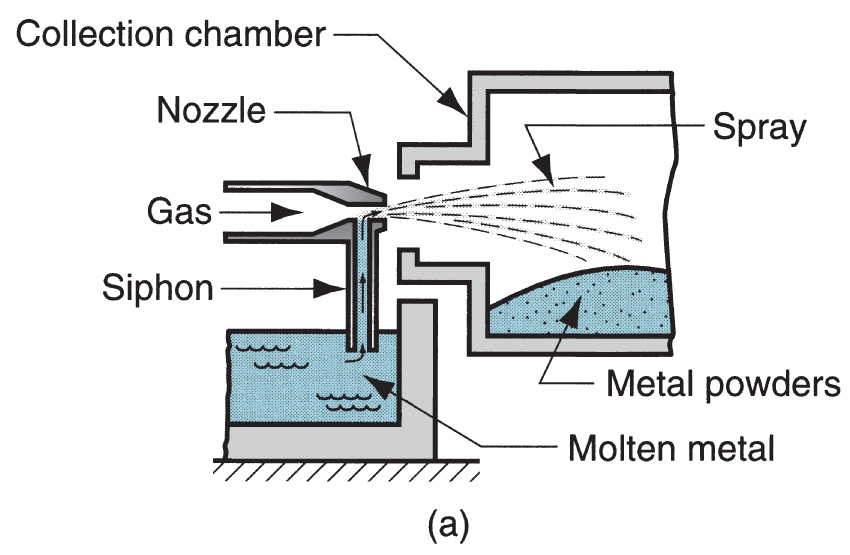 Collection chamber
Nozzle
Spray
Gas
Siphon
Metal powders
Molten metal
(a)